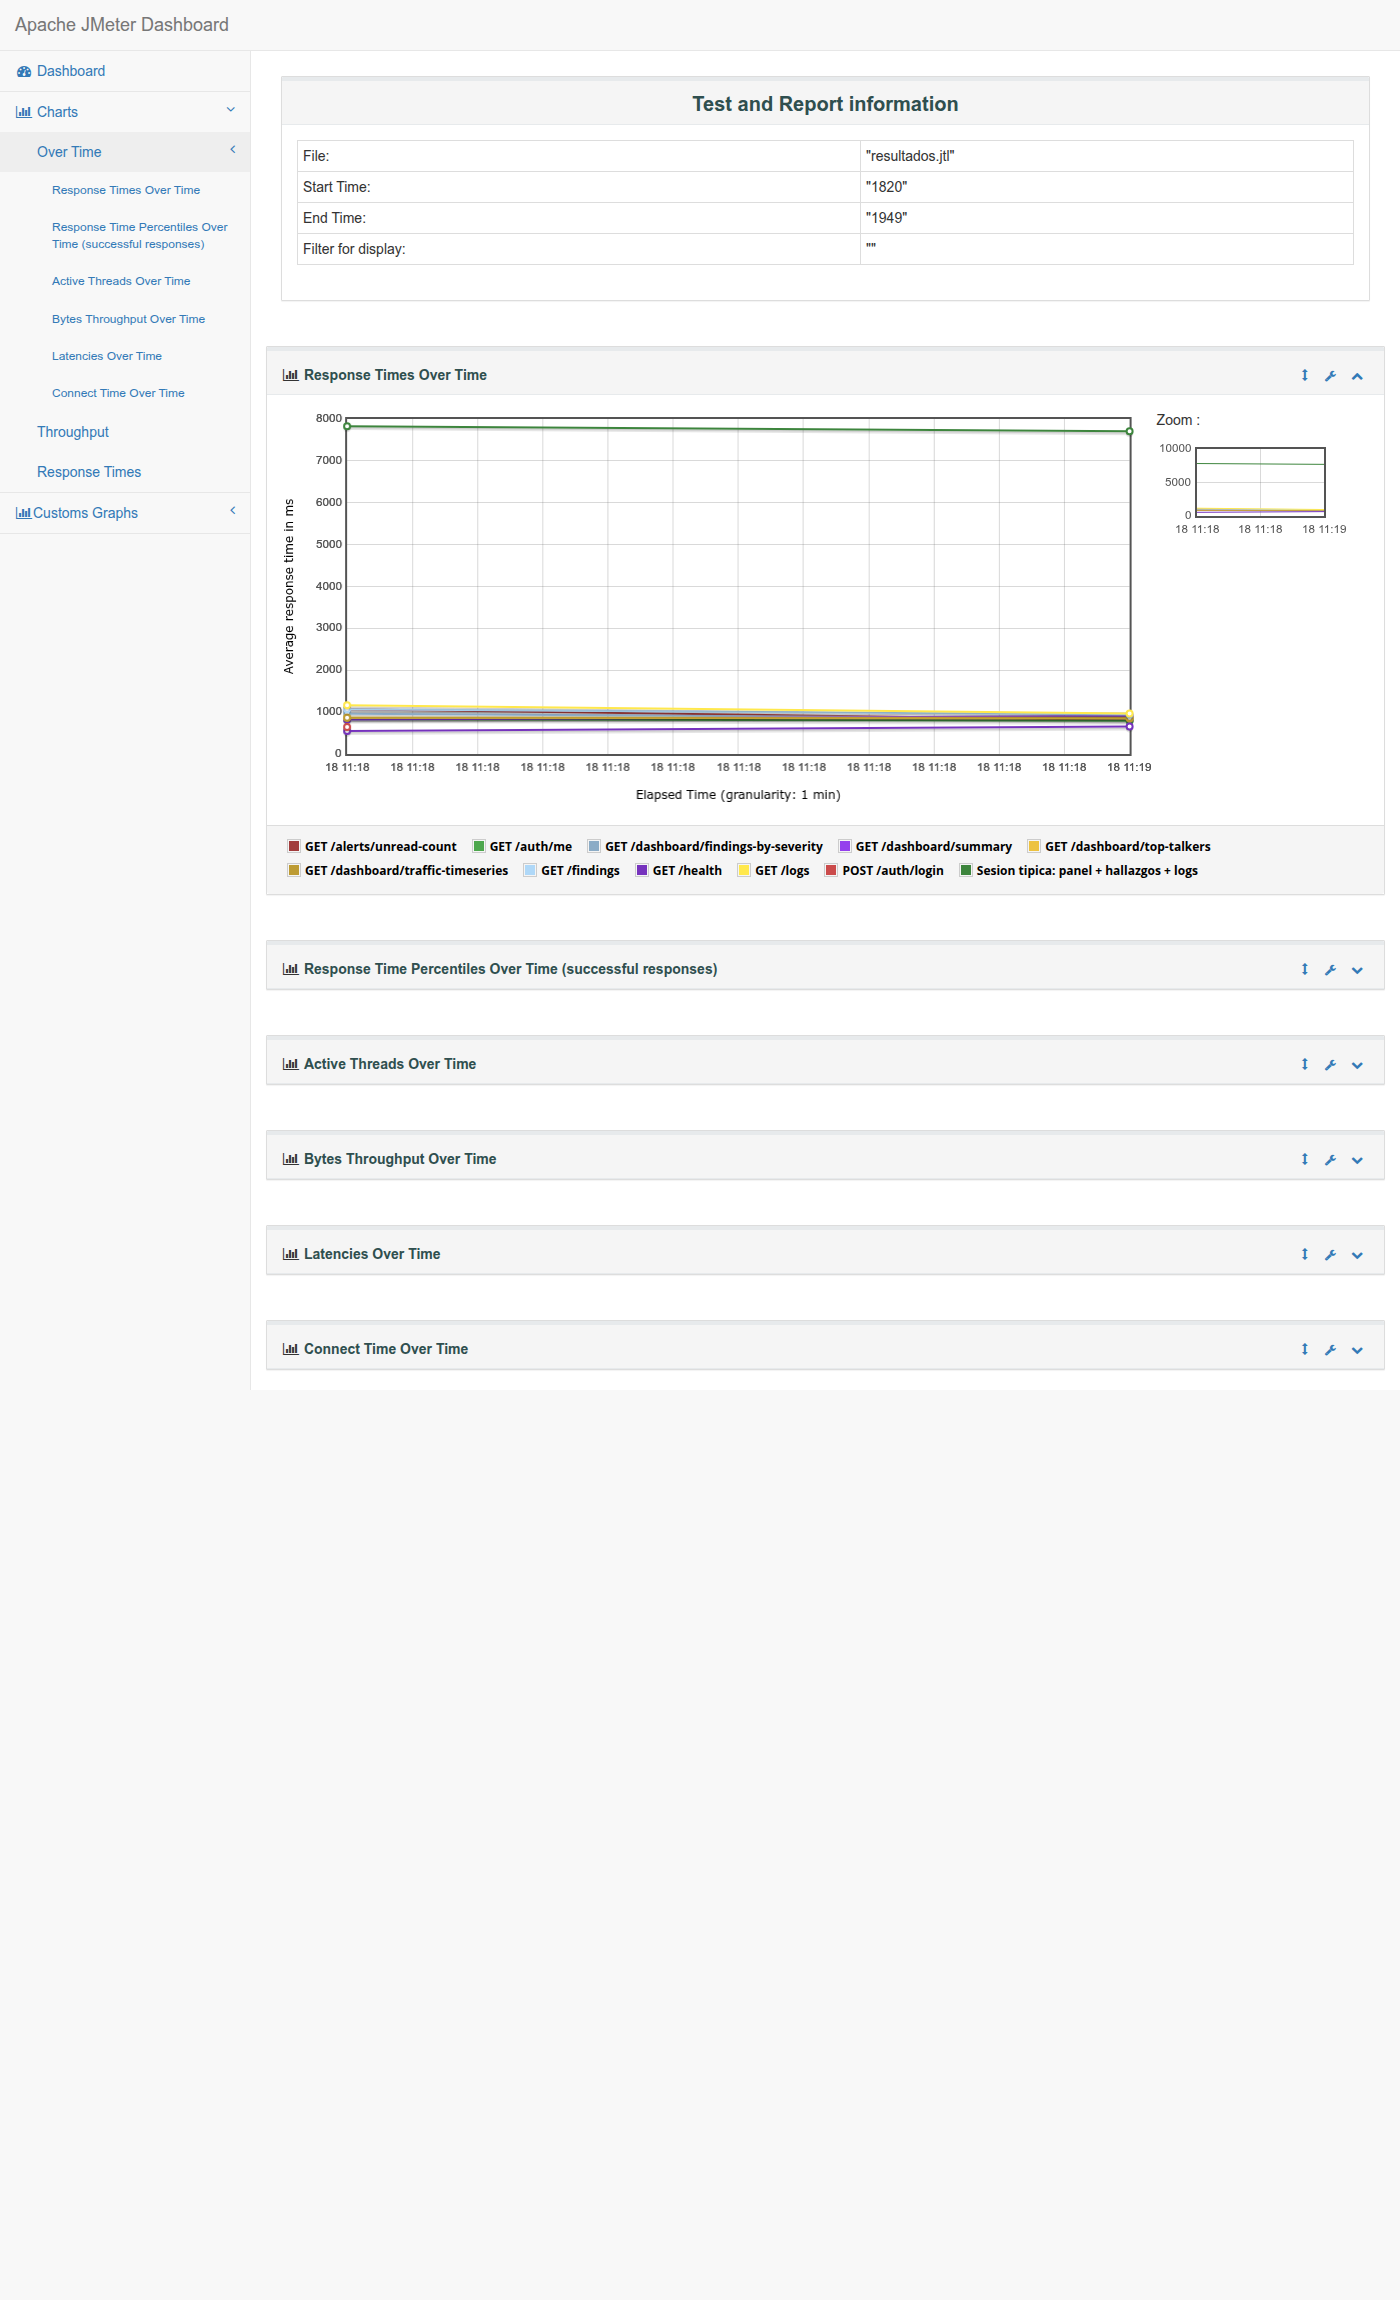 Apache JMeter Dashboard
Dashboard
Charts
Over Time
Response Times Over Time
Response Time Percentiles Over
Time (successful responses)
Active Threads Over Time
Bytes Throughput Over Time
Latencies Over Time
Connect Time Over Time
Throughput
Response Times
Customs Graphs
Test and Report information
File: "resultados.jtl"
Start Time: "1820"
End Time: "1949"
Filter for display: ""
Response Times Over Time
Average response time in ms
8000
7000
6000
5000
4000
3000
2000
1000
0
18 11:18 18 11:18 18 11:18 18 11:18 18 11:18 18 11:18 18 11:18 18 11:18 18 11:18 18 11:18 18 11:18 18 11:18 18 11:19
Elapsed Time (granularity: 1 min)
Zoom :
10000
5000
0
18 11:18 18 11:18 18 11:19
GET /alerts/unread-count GET /auth/me GET /dashboard/findings-by-severity GET /dashboard/summary GET /dashboard/top-talkers
GET /dashboard/traffic-timeseries GET /findings GET /health GET /logs POST /auth/login Sesion tipica: panel + hallazgos + logs
Response Time Percentiles Over Time (successful responses)
Active Threads Over Time
Bytes Throughput Over Time
Latencies Over Time
Connect Time Over Time